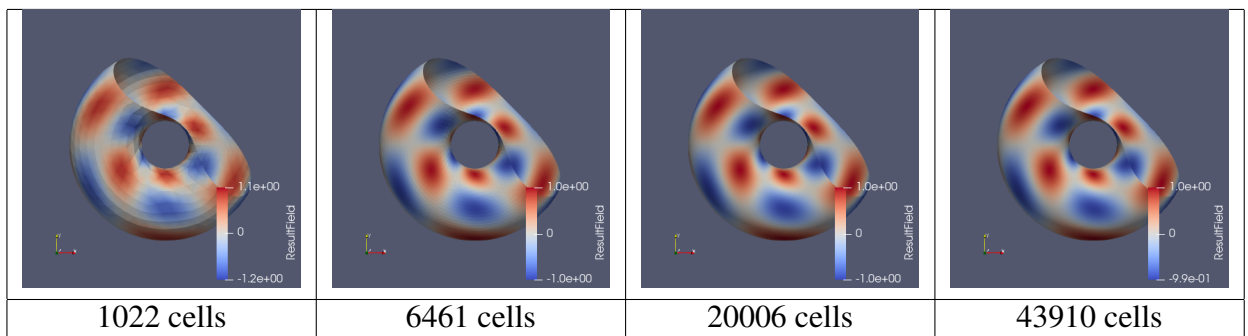 1.1e+00
0
-1.2e+00
ResultField
1.0e+00
0
-1.0e+00
ResultField
1.0e+00
0
-1.0e+00
ResultField
1.0e+00
0
-9.9e-01
ResultField
1022 cells
6461 cells
20006 cells
43910 cells